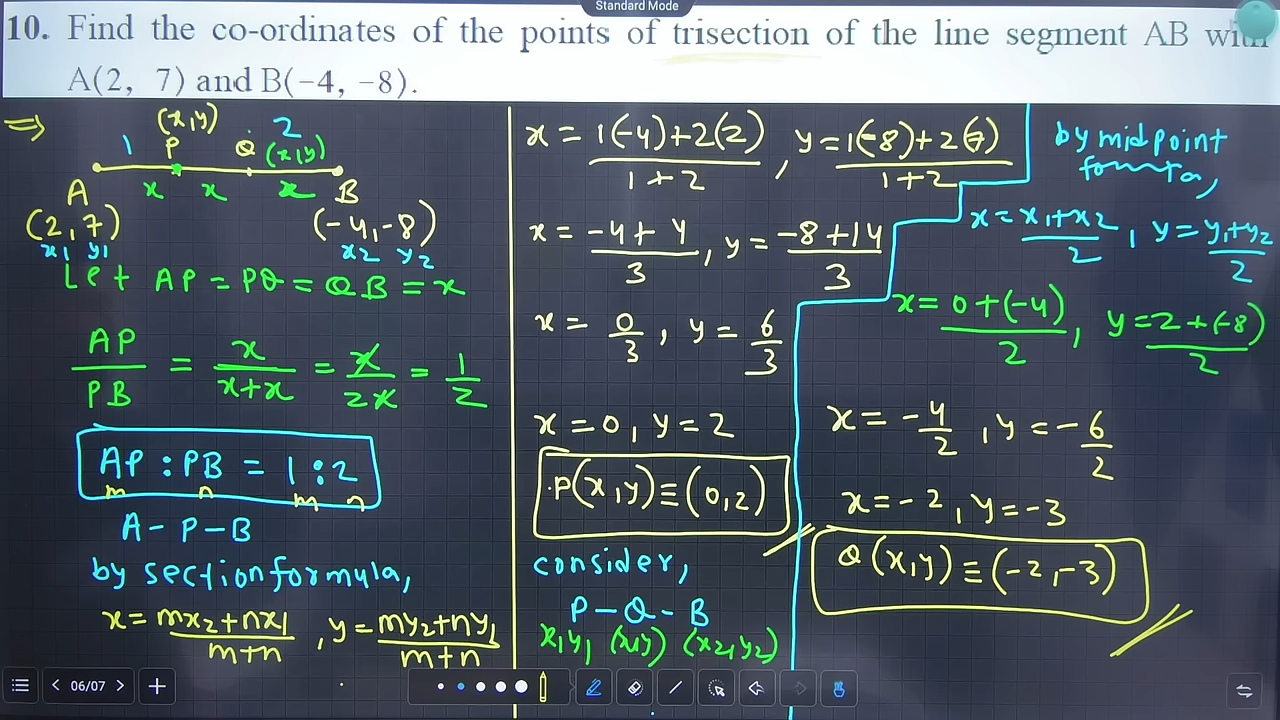 Standard Mode
10. Find the co-ordinates of the points of trisection of the line segment AB with
A(2, 7) and B(-4, -8).
⇒
(x,y)
1 P Q 2 (x,y)
x x x
A B
(2,7) (-4,-8)
x1 y1 x2 y2
Let AP = PQ = QB = x
AP/PB = x/(x+x) = x/2x = 1/2
AP : PB = 1 : 2
m n m n
A - P - B
by section formula,
x = (mx2+nx1)/(m+n) , y = (my2+ny1)/(m+n)
x = (1(-4)+2(2))/(1+2) , y = (1(-8)+2(7))/(1+2)
x = (-4+4)/3 , y = (-8+14)/3
x = 0/3 , y = 6/3
x = 0, y = 2
P(x,y) ≡ (0,2)
consider,
P - Q - B
x1y1 (x,y) (x2,y2)
by midpoint
formula,
x = (x1+x2)/2 , y = (y1+y2)/2
x = (0+(-4))/2 , y = (2+(-8))/2
x = -4/2 , y = -6/2
x = -2, y = -3
Q(x,y) ≡ (-2,-3)
06/07